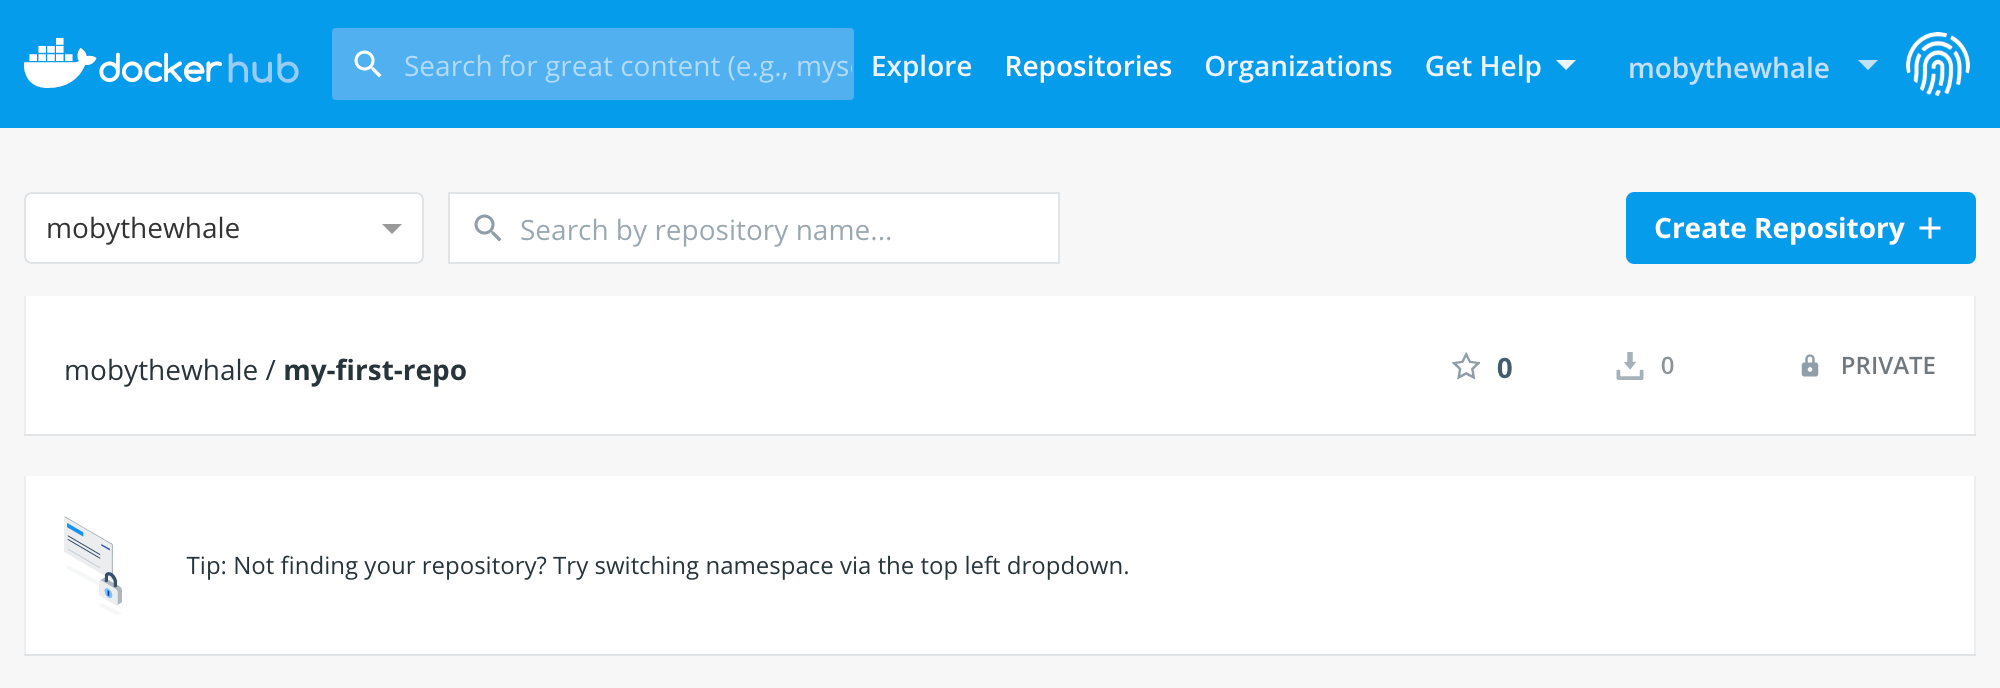 docker hub
Search for great content (e.g., mys
Explore
Repositories
Organizations
Get Help
mobythewhale
mobythewhale
Search by repository name...
Create Repository +
mobythewhale / my-first-repo
0
0
PRIVATE
Tip: Not finding your repository? Try switching namespace via the top left dropdown.